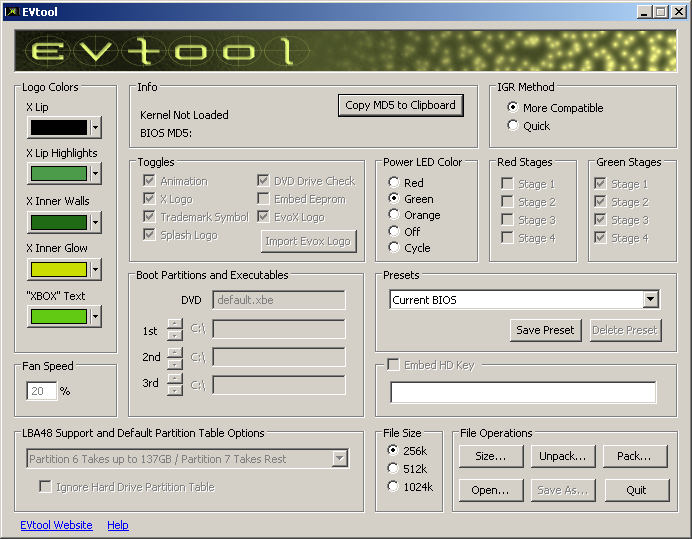 EVtool
EVtool
Logo Colors
X Lip
X Lip Highlights
X Inner Walls
X Inner Glow
"XBOX" Text
Fan Speed
20 %
Info
Kernel Not Loaded
BIOS MD5:
Copy MD5 to Clipboard
IGR Method
More Compatible
Quick
Toggles
Animation
X Logo
Trademark Symbol
Splash Logo
DVD Drive Check
Embed Eeprom
EvoX Logo
Import Evox Logo
Power LED Color
Red
Green
Orange
Off
Cycle
Red Stages
Stage 1
Stage 2
Stage 3
Stage 4
Green Stages
Stage 1
Stage 2
Stage 3
Stage 4
Boot Partitions and Executables
DVD default.xbe
1st C:\
2nd C:\
3rd C:\
Presets
Current BIOS
Save Preset Delete Preset
Embed HD Key
LBA48 Support and Default Partition Table Options
Partition 6 Takes up to 137GB / Partition 7 Takes Rest
Ignore Hard Drive Partition Table
File Size
256k
512k
1024k
File Operations
Size... Unpack... Pack...
Open... Save As... Quit
EVtool Website Help